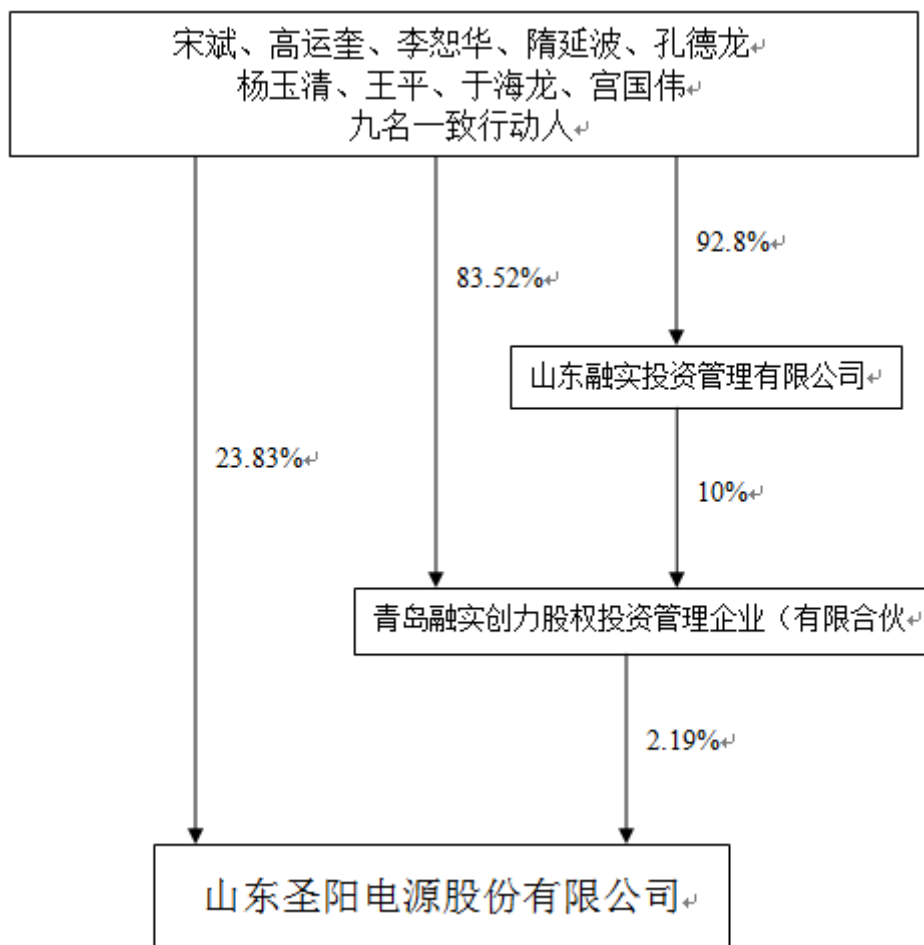 宋斌、高运奎、李恕华、隋延波、孔德龙↵
杨玉清、王平、于海龙、宫国伟↵
九名一致行动人↵
92.8%↵
83.52%↵
山东融实投资管理有限公司↵
23.83%↵
10%↵
青岛融实创力股权投资管理企业（有限合伙↵
2.19%↵
山东圣阳电源股份有限公司↵